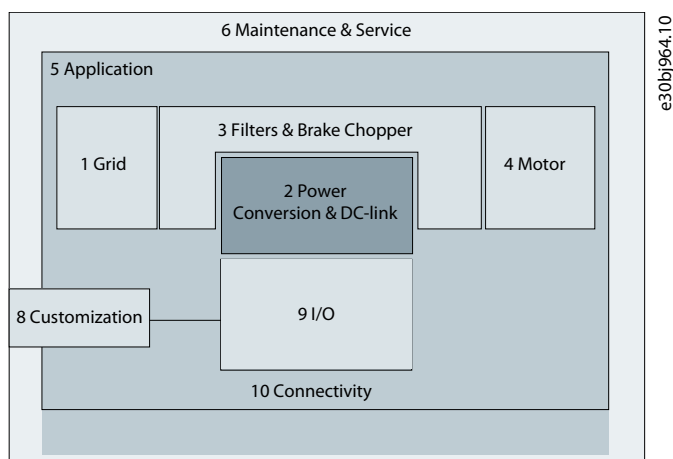 6 Maintenance & Service
5 Application
3 Filters & Brake Chopper
1 Grid
4 Motor
2 Power
Conversion & DC-link
8 Customization
9 I/O
10 Connectivity
e30bj964.10